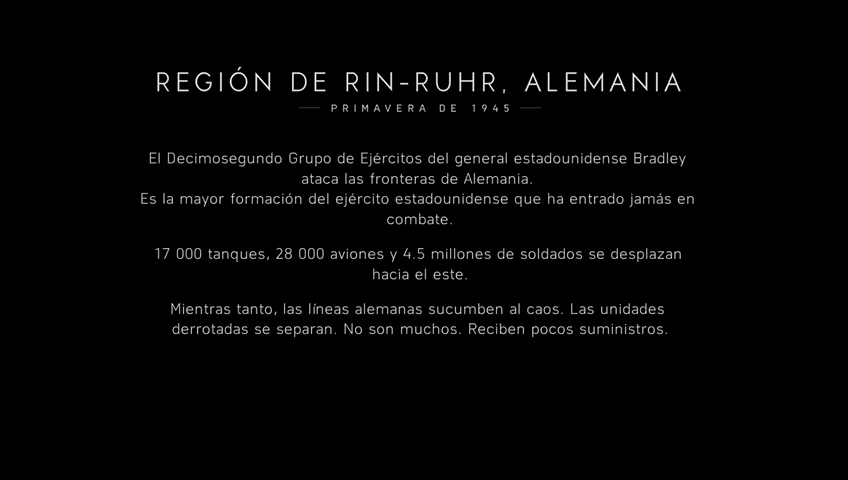 REGIÓN DE RIN-RUHR, ALEMANIA
PRIMAVERA DE 1945
El Decimosegundo Grupo de Ejércitos del general estadounidense Bradley
ataca las fronteras de Alemania.
Es la mayor formación del ejército estadounidense que ha entrado jamás en
combate.
17 000 tanques, 28 000 aviones y 4.5 millones de soldados se desplazan
hacia el este.
Mientras tanto, las líneas alemanas sucumben al caos. Las unidades
derrotadas se separan. No son muchos. Reciben pocos suministros.